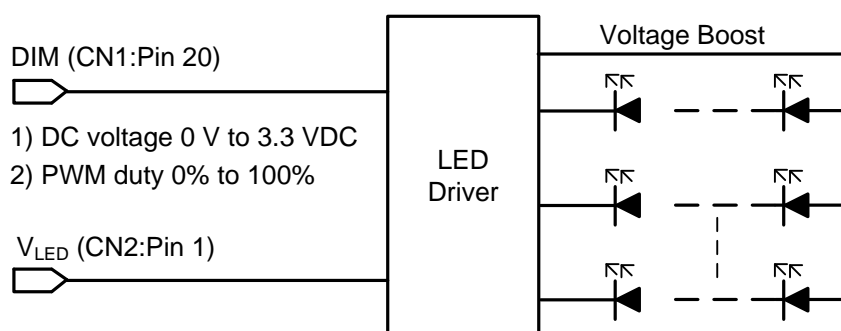 Voltage Boost
DIM (CN1:Pin 20)
1) DC voltage 0 V to 3.3 VDC
2) PWM duty 0% to 100%
LED
Driver
VLED (CN2:Pin 1)